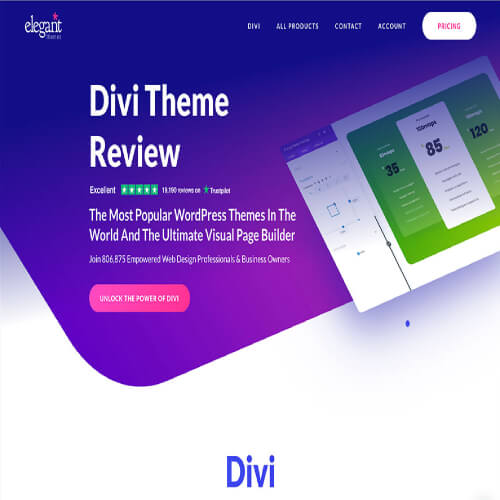 elegant
themes
DIVI ALL PRODUCTS CONTACT ACCOUNT PRICING
Divi Theme
Review
Excellent 19,190 reviews on Trustpilot
The Most Popular WordPress Themes In The
World And The Ultimate Visual Page Builder
Join 806,875 Empowered Web Design Professionals & Business Owners
UNLOCK THE POWER OF DIVI
$35
$85
120
Divi